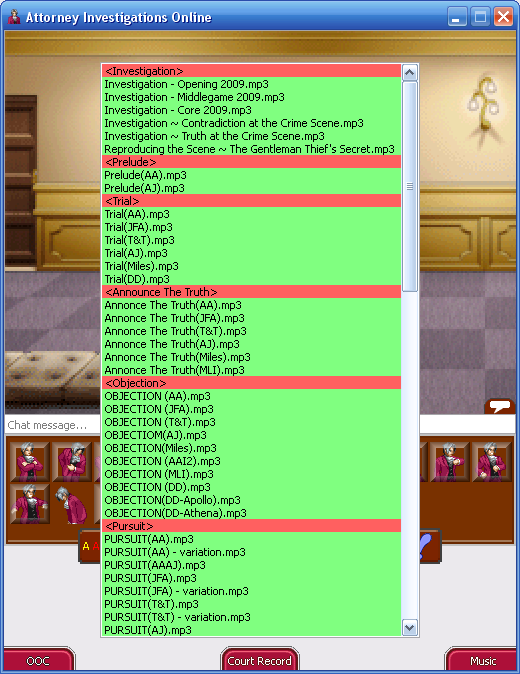 Attorney Investigations Online
<Investigation>
Investigation - Opening 2009.mp3
Investigation - Middlegame 2009.mp3
Investigation - Core 2009.mp3
Investigation ~ Contradiction at the Crime Scene.mp3
Investigation ~ Truth at the Crime Scene.mp3
Reproducing the Scene ~ The Gentleman Thief's Secret.mp3
<Prelude>
Prelude(AA).mp3
Prelude(AJ).mp3
<Trial>
Trial(AA).mp3
Trial(JFA).mp3
Trial(T&T).mp3
Trial(AJ).mp3
Trial(Miles).mp3
Trial(DD).mp3
<Announce The Truth>
Annonce The Truth(AA).mp3
Annonce The Truth(JFA).mp3
Annonce The Truth(T&T).mp3
Annonce The Truth(AJ).mp3
Annonce The Truth(Miles).mp3
Annonce The Truth(MLI).mp3
<Objection>
OBJECTION (AA).mp3
OBJECTION (JFA).mp3
OBJECTION (T&T).mp3
OBJECTIOM(AJ).mp3
OBJECTION(Miles).mp3
OBJECTION (AAI2).mp3
OBJECTION (MLI).mp3
OBJECTION (DD).mp3
OBJECTION(DD-Apollo).mp3
OBJECTION(DD-Athena).mp3
<Pursuit>
PURSUIT(AA).mp3
PURSUIT(AA) - variation.mp3
PURSUIT(AAAJ).mp3
PURSUIT(JFA).mp3
PURSUIT(JFA) - variation.mp3
PURSUIT(T&T).mp3
PURSUIT(T&T) - variation.mp3
PURSUIT(AJ).mp3
Chat message...
A A
OOC
Court Record
Music